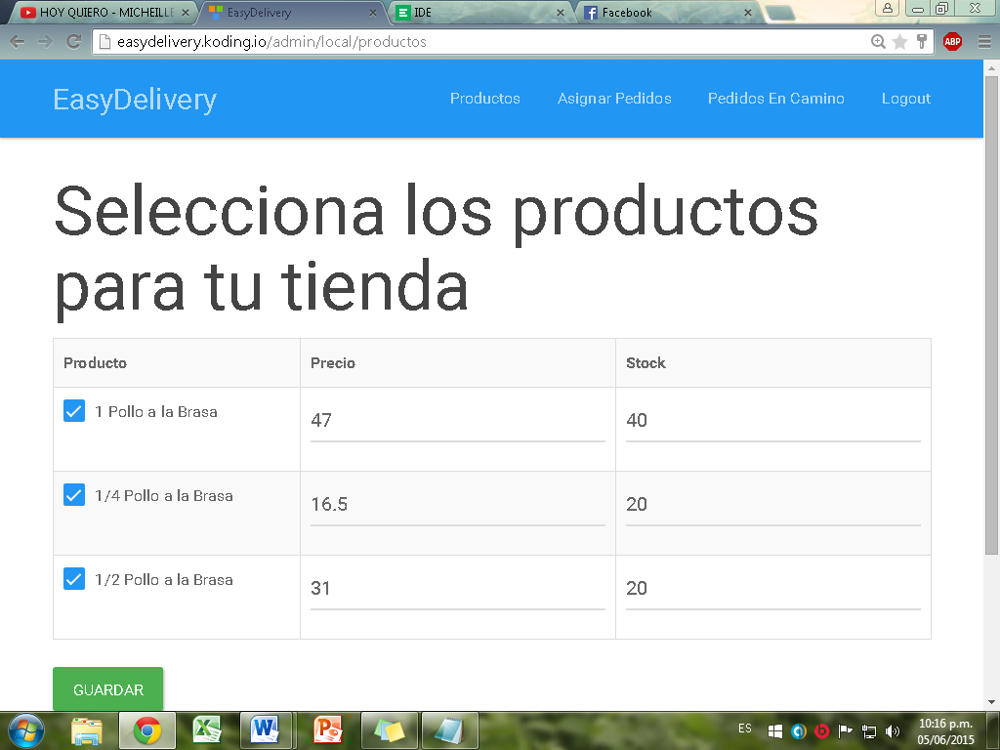 HOY QUIERO - MICHEILLE
EasyDelivery
IDE
Facebook
easydelivery.koding.io/admin/local/productos
ABP
EasyDelivery
Productos
Asignar Pedidos
Pedidos En Camino
Logout
Selecciona los productos
para tu tienda
Producto
Precio
Stock
1 Pollo a la Brasa
47
40
1/4 Pollo a la Brasa
16.5
20
1/2 Pollo a la Brasa
31
20
GUARDAR
ES
10:16 p.m.
05/06/2015